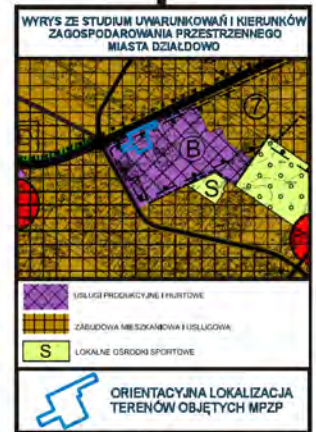 WYRYS ZE STUDIUM UWARUNKOWAŃ I KIERUNKÓW
ZAGOSPODAROWANIA PRZESTRZENNEGO
MIASTA DZIAŁDOWO
7
B
S
USŁUGI PRODUKCYJNE I HURTOWE
ZABUDOWA MIESZKANIOWA I USŁUGOWA
S
LOKALNE OŚRODKI SPORTOWE
ORIENTACYJNA LOKALIZACJA
TERENÓW OBJĘTYCH MPZP